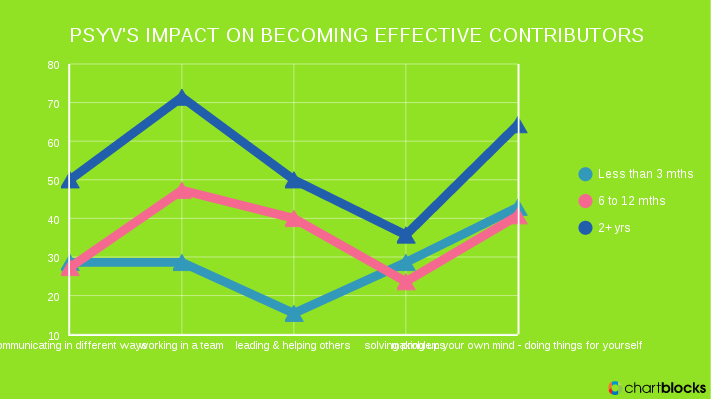 PSYV'S IMPACT ON BECOMING EFFECTIVE CONTRIBUTORS
80
70
60
50
40
30
20
10
Less than 3 mths
6 to 12 mths
2+ yrs
ommunicating in different ways
working in a team
leading & helping others
solving problems
making up your own mind - doing things for yourself
chartblocks